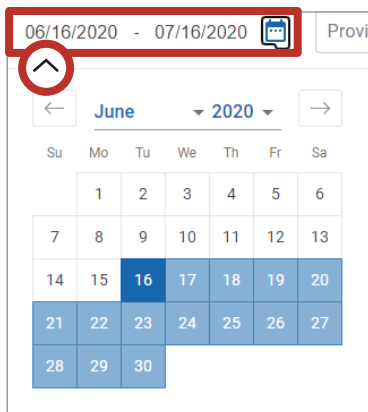 06/16/2020 - 07/16/2020 Provi
June 2020
Su Mo Tu We Th Fr Sa
1 2 3 4 5 6
7 8 9 10 11 12 13
14 15 16 17 18 19 20
21 22 23 24 25 26 27
28 29 30